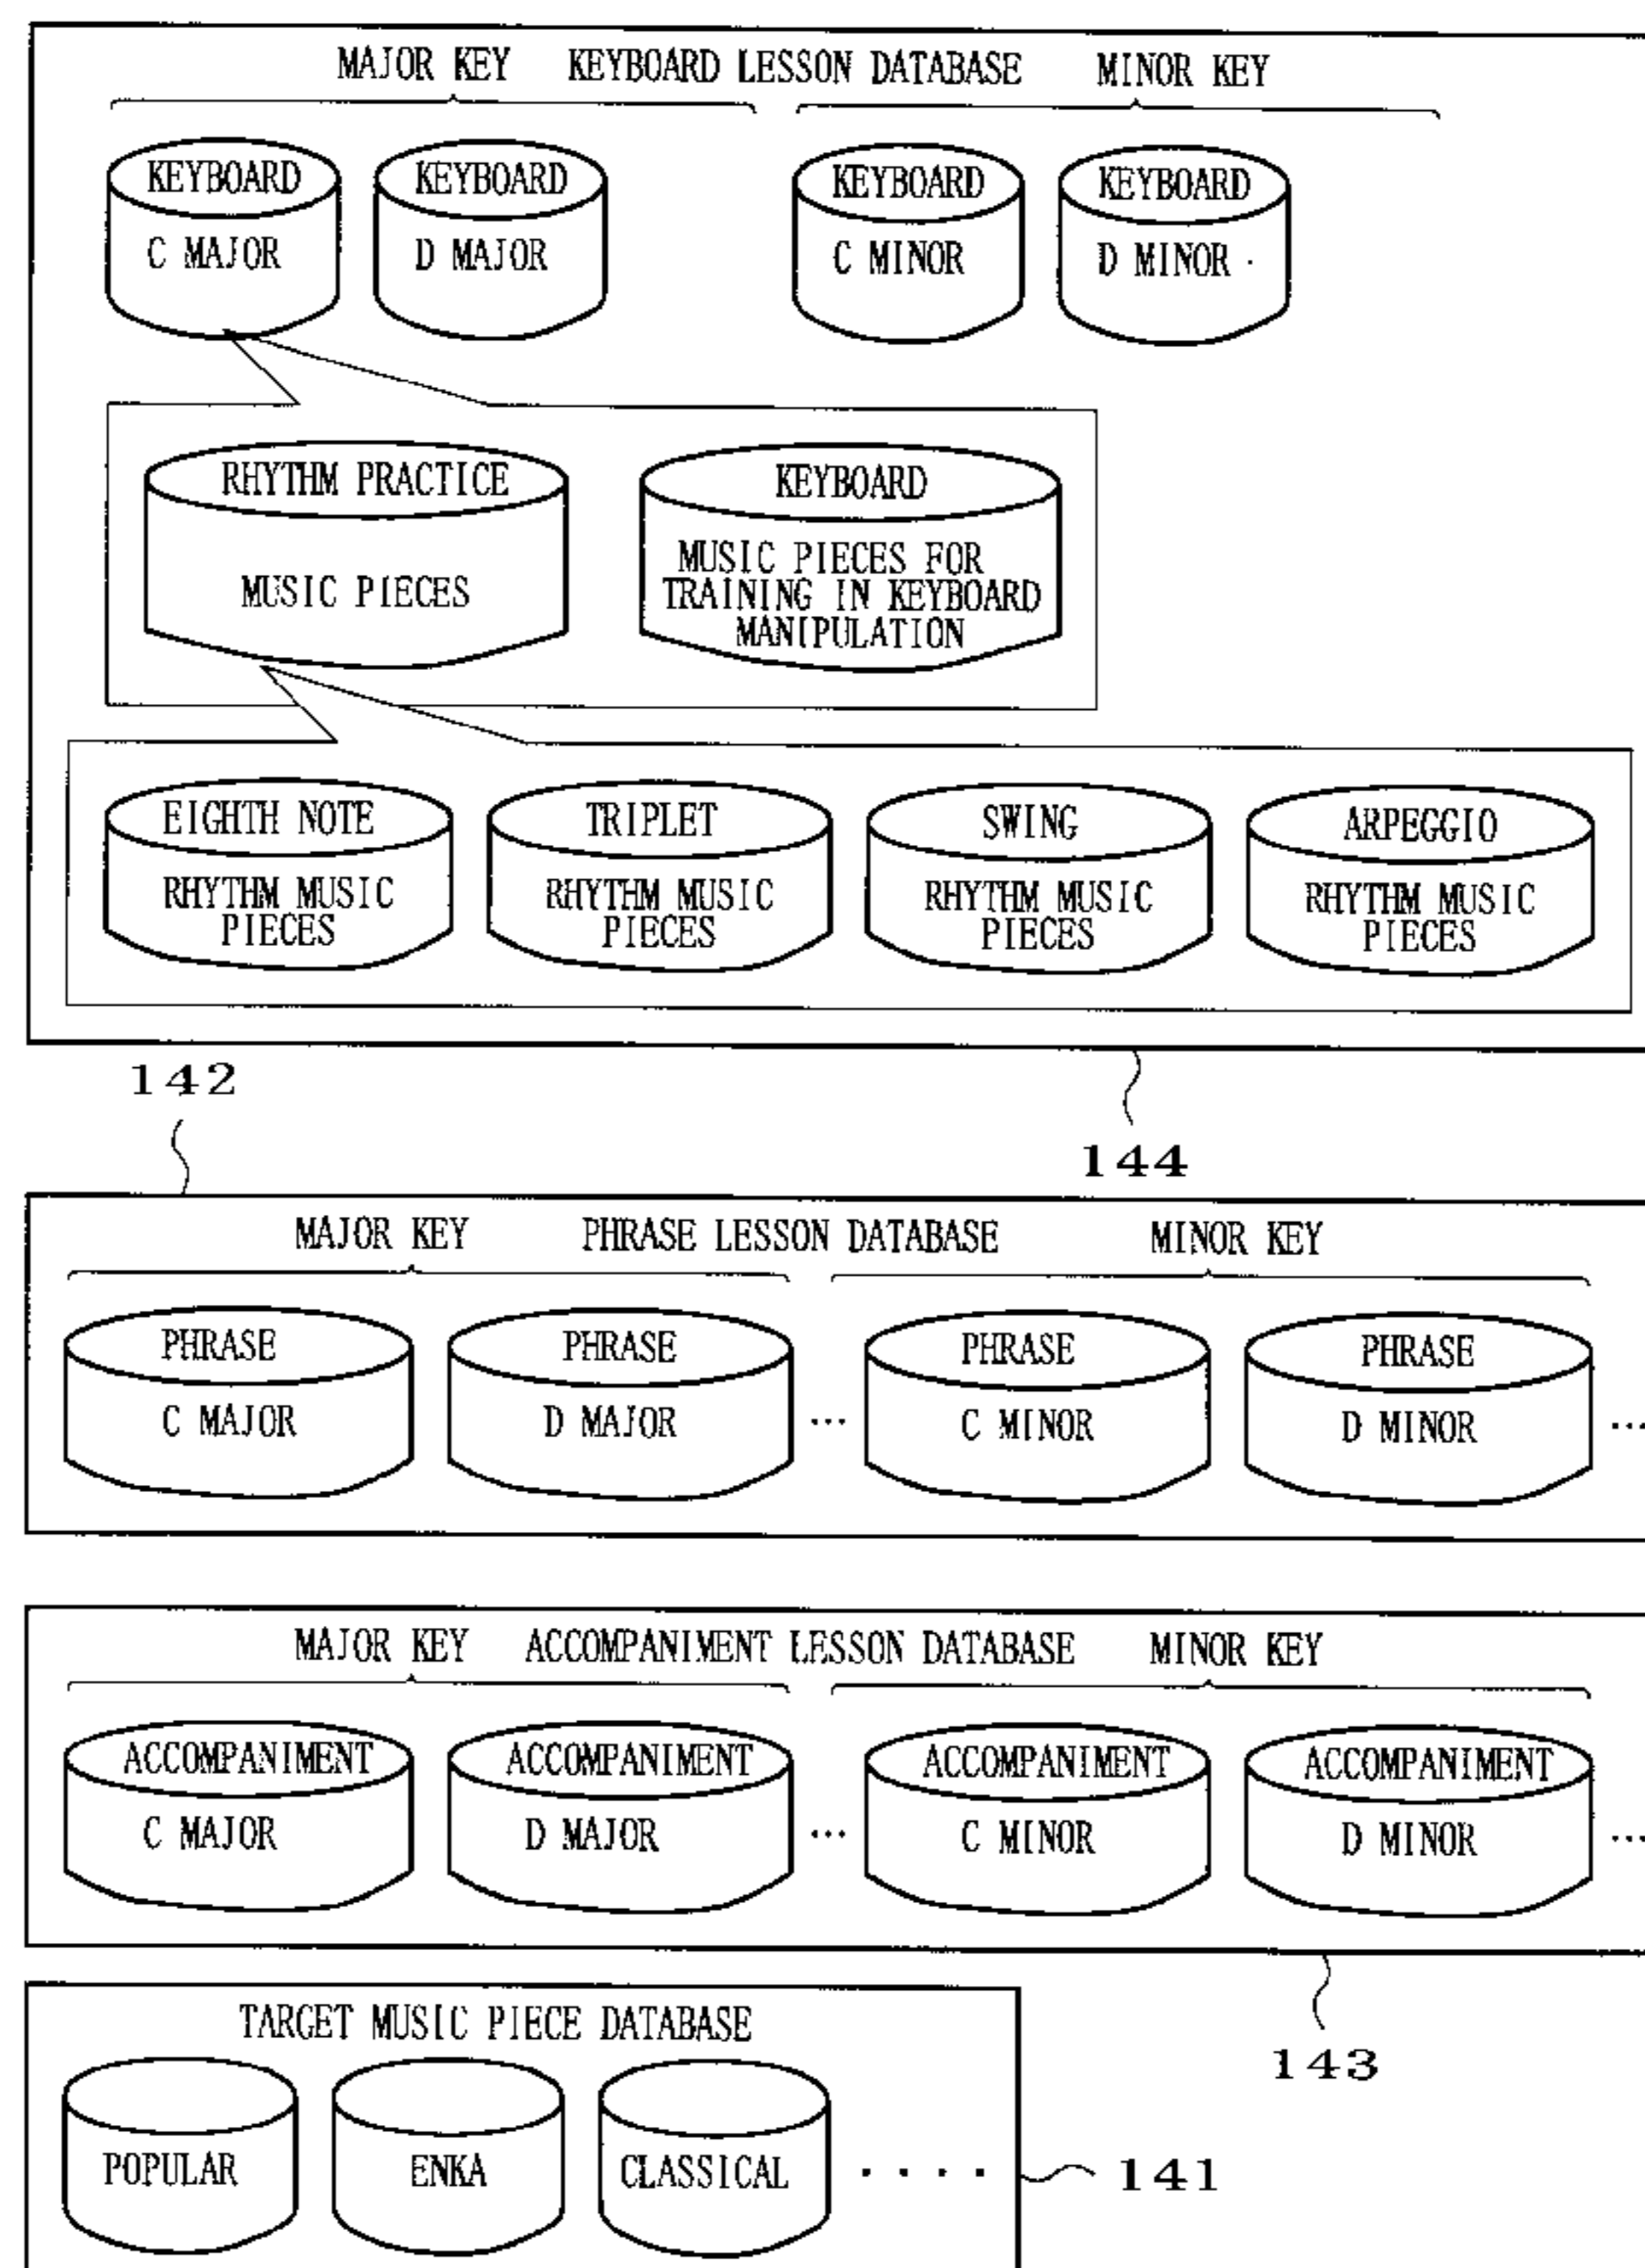 MAJOR KEY KEYBOARD LESSON DATABASE MINOR KEY
KEYBOARD KEYBOARD KEYBOARD KEYBOARD
C MAJOR D MAJOR C MINOR D MINOR
RHYTHM PRACTICE KEYBOARD
MUSIC PIECES
MUSIC PIECES FOR
TRAINING IN KEYBOARD
MANIPULATION
EIGHTH NOTE TRIPLET SWING ARPEGGIO
RHYTHM MUSIC RHYTHM MUSIC RHYTHM MUSIC RHYTHM MUSIC
PIECES PIECES PIECES PIECES
142
144
MAJOR KEY PHRASE LESSON DATABASE MINOR KEY
PHRASE PHRASE PHRASE PHRASE
C MAJOR D MAJOR ... C MINOR D MINOR ...
MAJOR KEY ACCOMPANIMENT LESSON DATABASE MINOR KEY
ACCOMPANIMENT ACCOMPANIMENT ACCOMPANIMENT ACCOMPANIMENT
C MAJOR D MAJOR ... C MINOR D MINOR ...
143
TARGET MUSIC PIECE DATABASE
POPULAR ENKA CLASSICAL .... 141